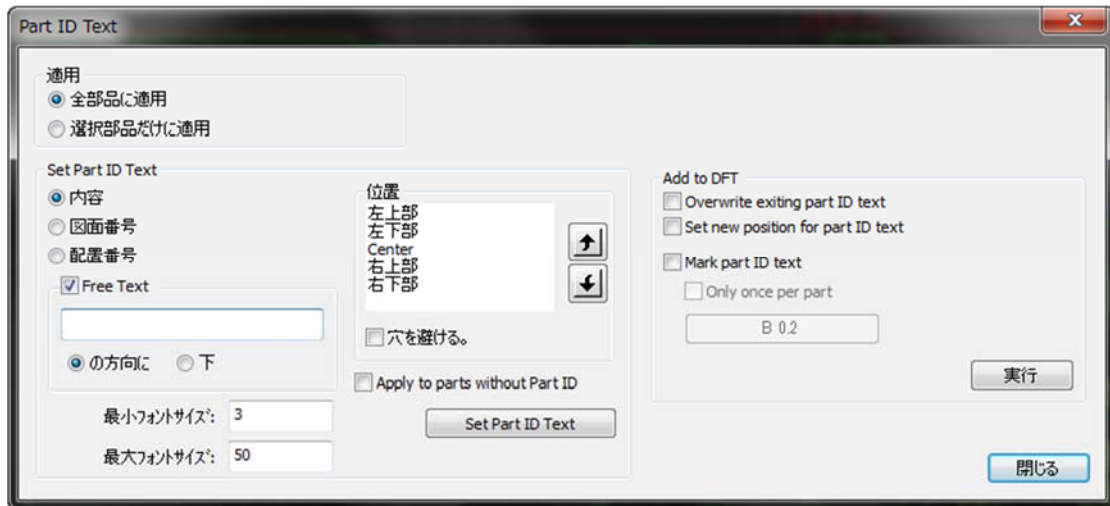 Part ID Text
適用
全部品に適用
選択部品だけに適用
Set Part ID Text
内容
図面番号
配置番号
Free Text
の方向に
下
最小フォントサイズ:
3
最大フォントサイズ:
50
位置
左上部
左下部
Center
右上部
右下部
穴を避ける。
Apply to parts without Part ID
Set Part ID Text
Add to DFT
Overwrite exiting part ID text
Set new position for part ID text
Mark part ID text
Only once per part
B 0.2
実行
閉じる